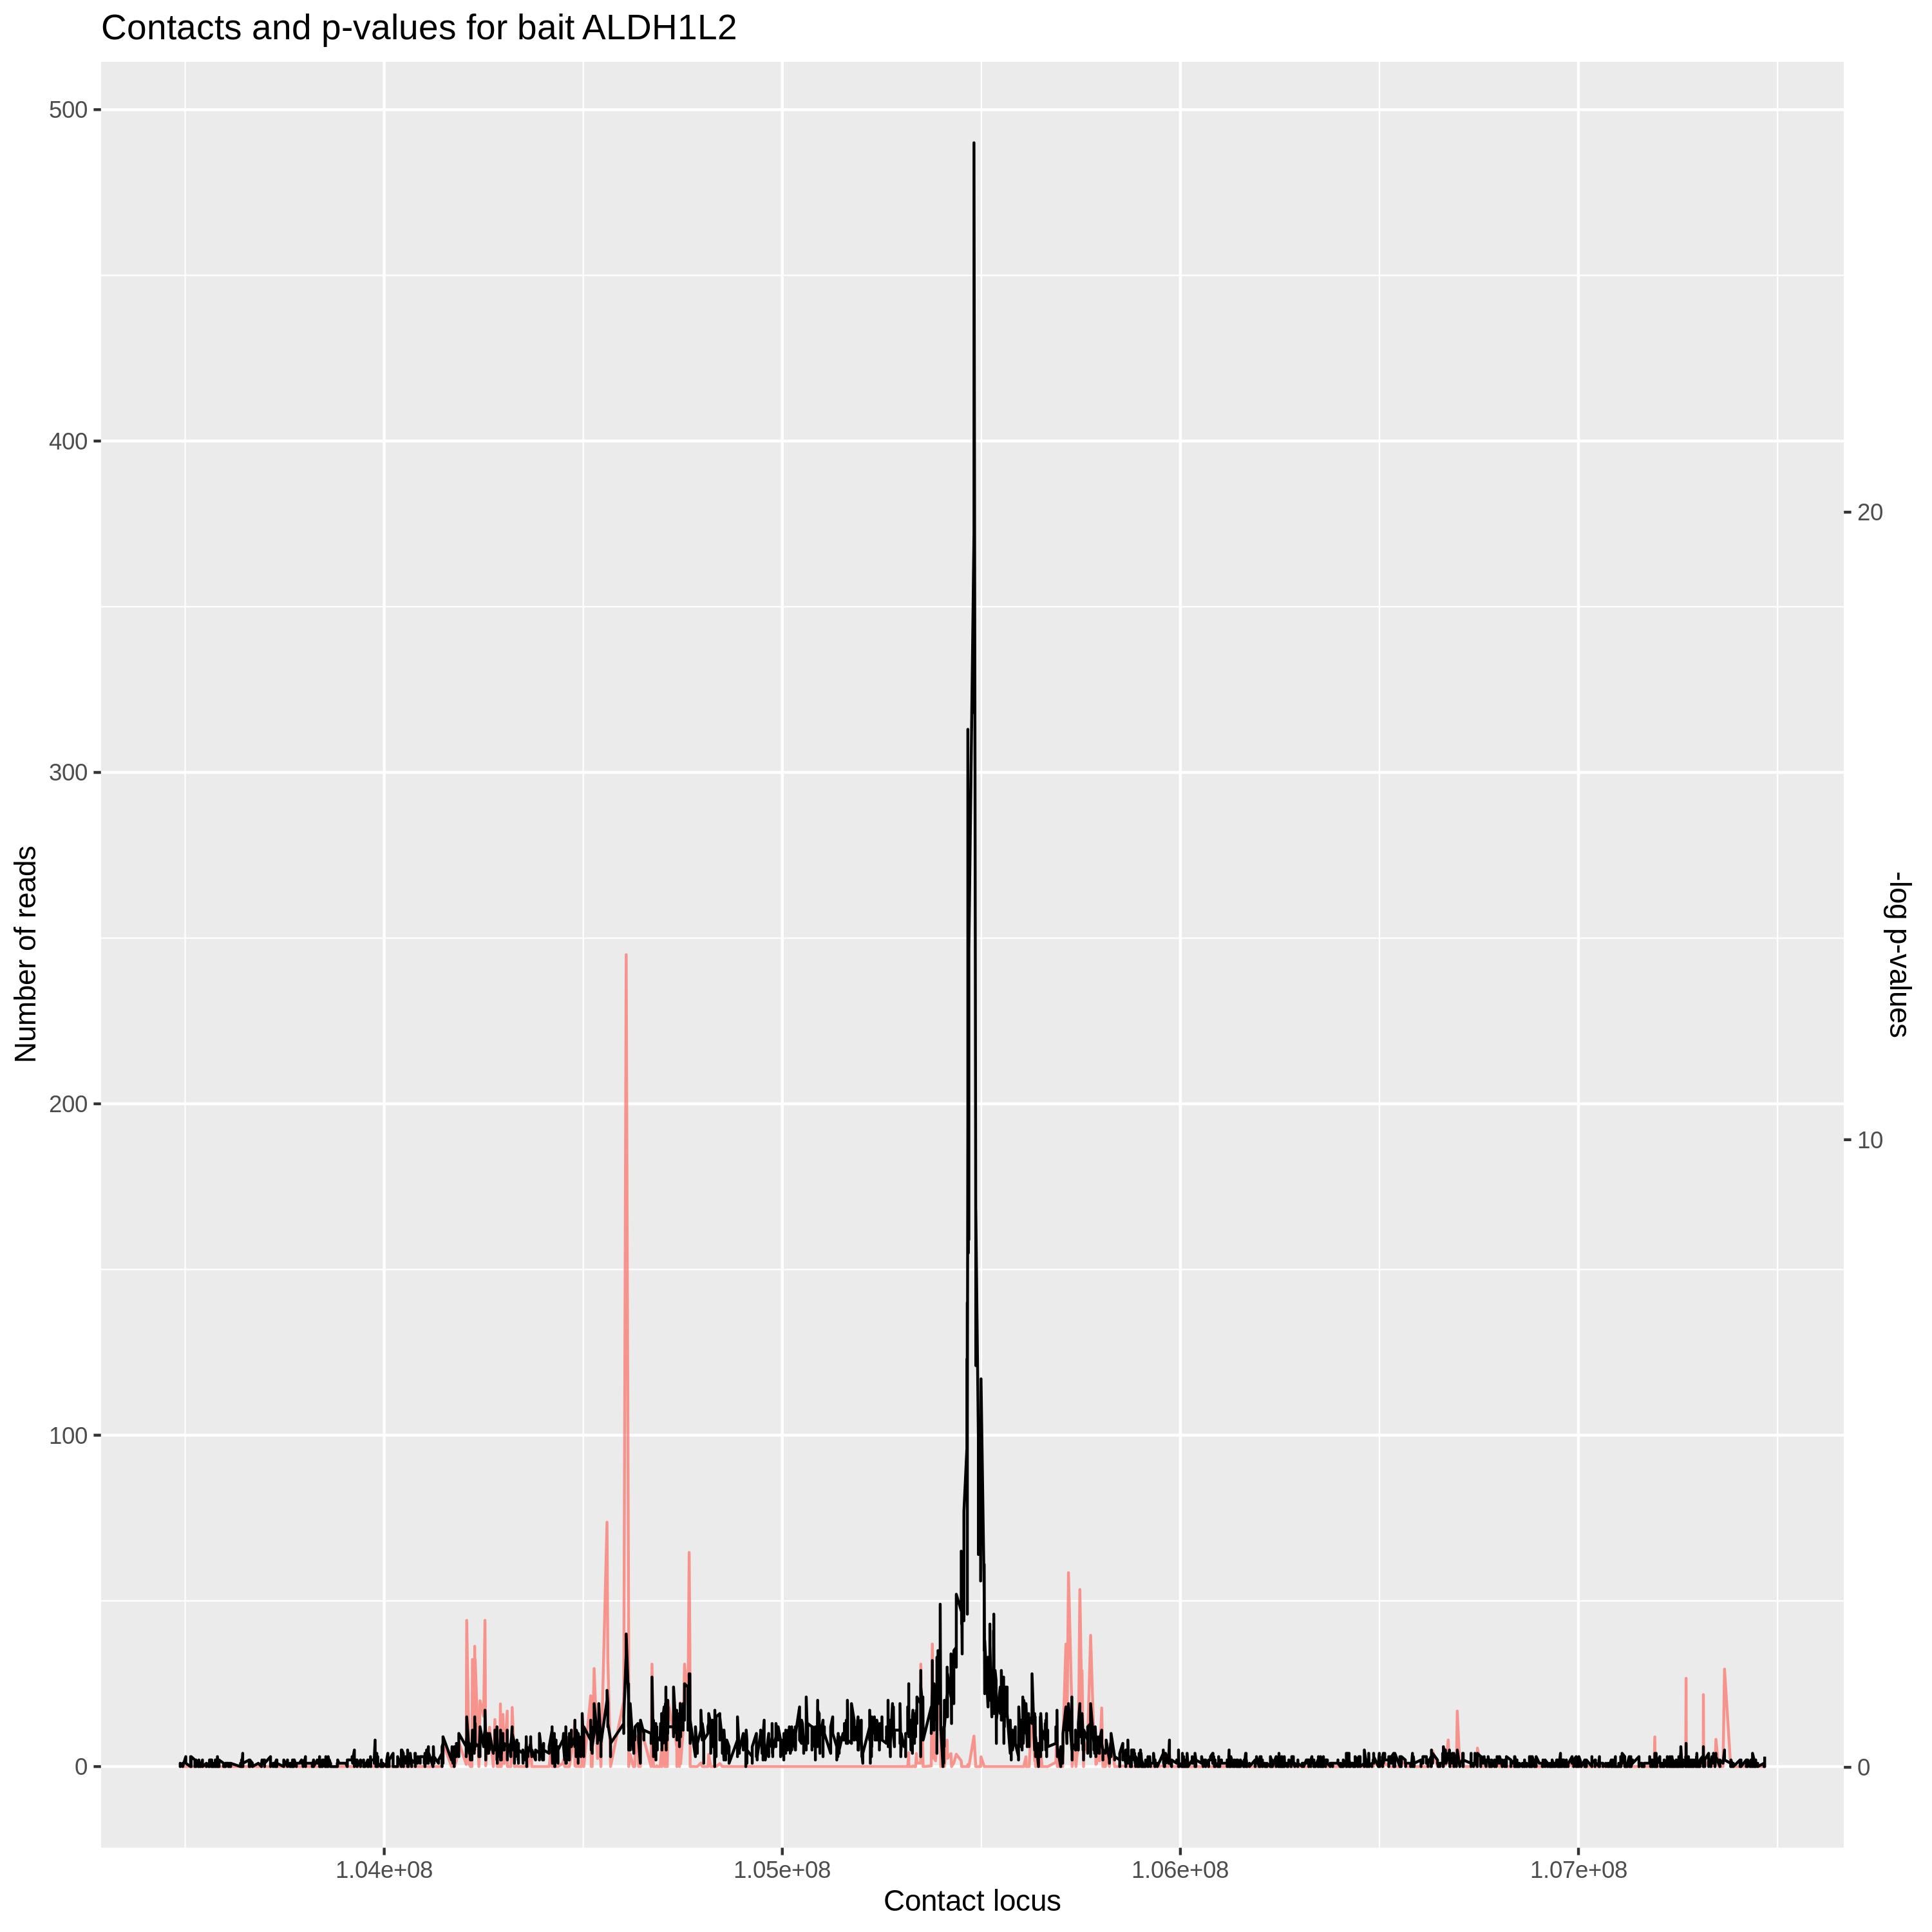 Contacts and p-values for bait ALDH1L2
500
400
300
200
100
0
Number of reads
20
10
0
-log p-values
1.04e+08
1.05e+08
1.06e+08
1.07e+08
Contact locus